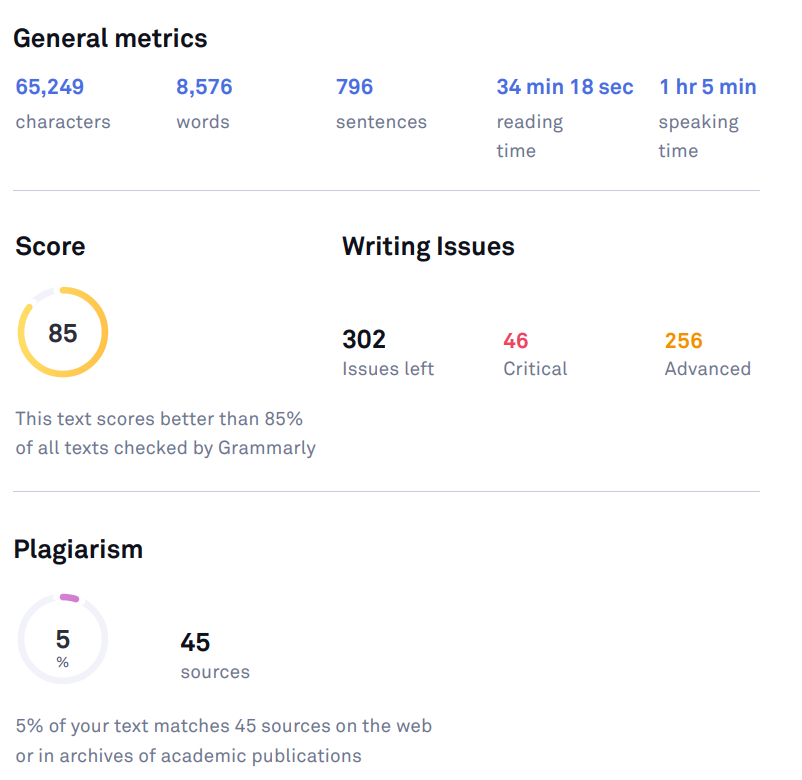 General metrics
65,249 8,576 796 34 min 18 sec 1 hr 5 min
characters words sentences reading time speaking time
Score Writing Issues
85
302 46 256
Issues left Critical Advanced
This text scores better than 85%
of all texts checked by Grammarly
Plagiarism
5
%
45
sources
5% of your text matches 45 sources on the web
or in archives of academic publications